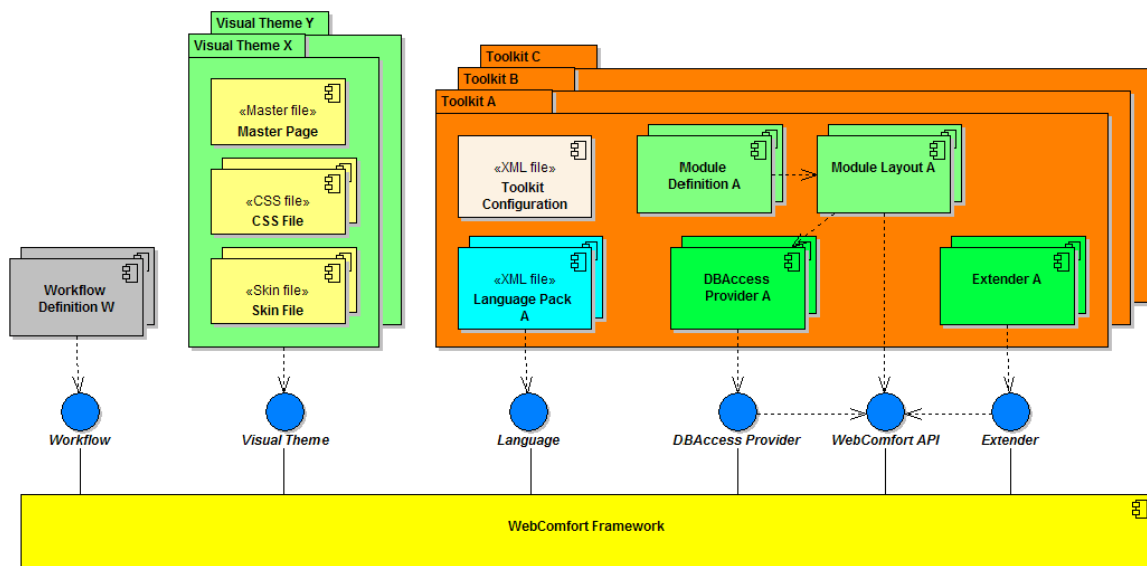 Visual Theme Y
Visual Theme X
«Master file»
Master Page
«CSS file»
CSS File
«Skin file»
Skin File
Workflow
Definition W
Toolkit C
Toolkit B
Toolkit A
«XML file»
Toolkit
Configuration
Module
Definition A
Module Layout A
«XML file»
Language Pack
A
DBAccess
Provider A
Extender A
Workflow
Visual Theme
Language
DBAccess Provider
WebComfort API
Extender
WebComfort Framework